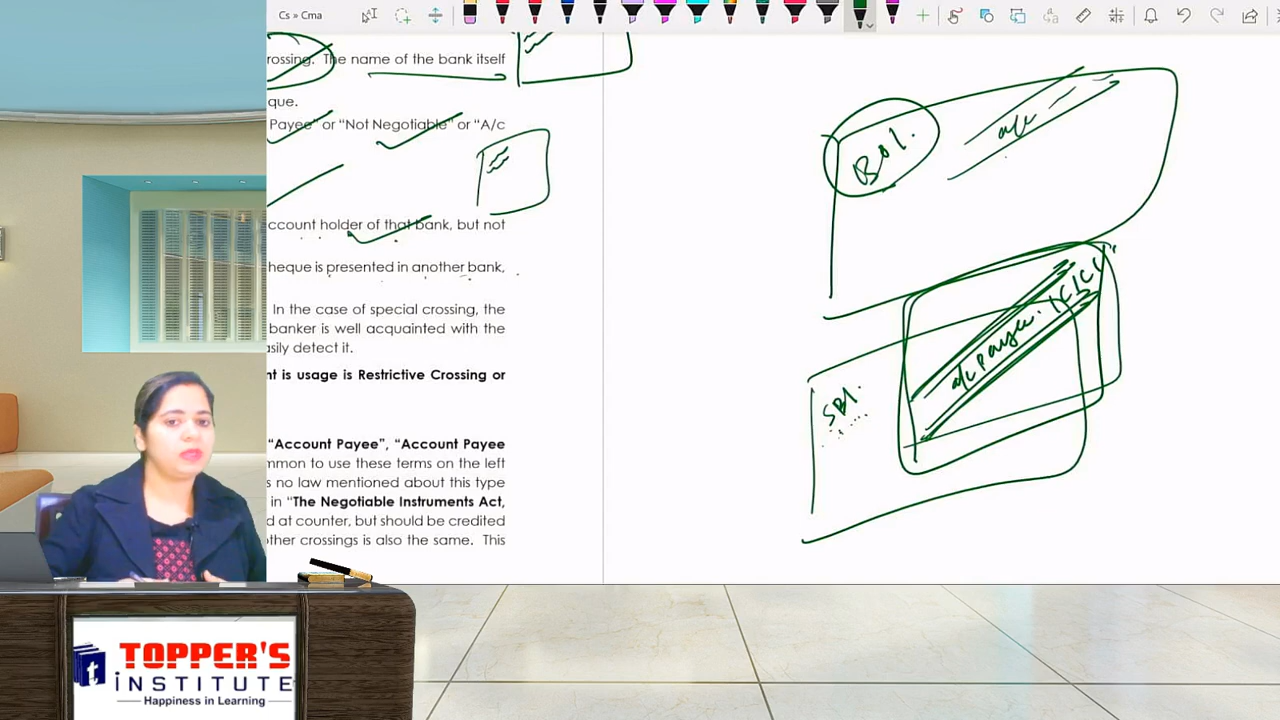 Cs » Cma
rossing. The name of the bank itself
que.
Payee" or "Not Negotiable" or "A/c
ccount holder of that bank, but not
heque is presented in another bank,
In the case of special crossing, the
banker is well acquainted with the
asily detect it.
nt is usage is Restrictive Crossing or
"Account Payee", "Account Payee
mmon to use these terms on the left
s no law mentioned about this type
in "The Negotiable Instruments Act,
d at counter, but should be credited
other crossings is also the same. This
a/c
SBI.
a/c payee. ICICI
TOPPER'S
iNSTITUTE
Happiness in Learning